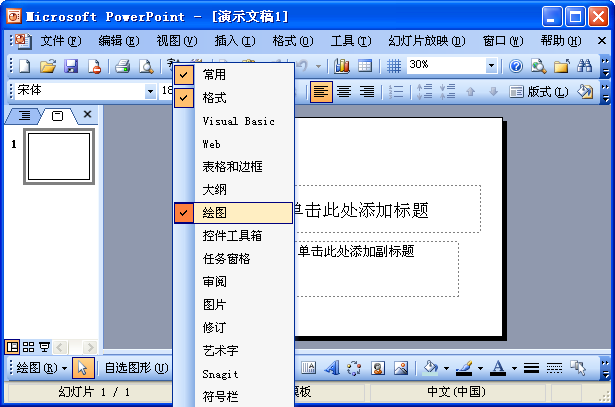 Microsoft PowerPoint - [演示文稿1]
文件(F) 编辑(E) 视图(V) 插入(I) 格式(O) 工具(T) 幻灯片放映(D) 窗口(W) 帮助(H)
30%
宋体 18 版式(L)
常用
格式
Visual Basic
Web
表格和边框
大纲
绘图
控件工具箱
任务窗格
审阅
图片
修订
艺术字
Snagit
符号栏
1
单击此处添加标题
单击此处添加副标题
绘图(R) 自选图形(U)
幻灯片 1 / 1 模板 中文(中国)